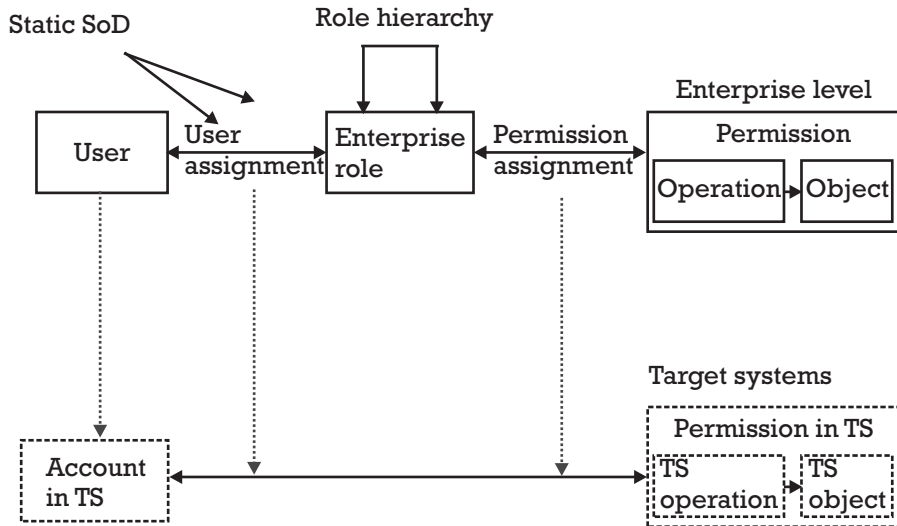 Static SoD
Role hierarchy
Enterprise level
User
User
assignment
Enterprise
role
Permission
assignment
Permission
Operation
Object
Target systems
Account
in TS
Permission in TS
TS
operation
TS
object